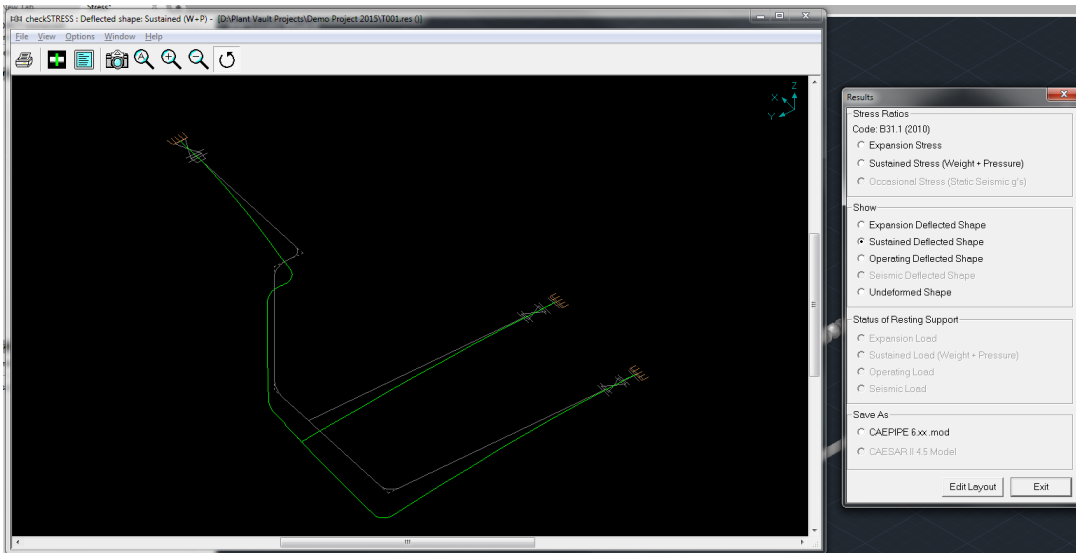 View Tab
Stress*
checkSTRESS : Deflected shape: Sustained (W+P) - [D:\Plant Vault Projects\Demo Project 2015\T001.res ()]
File View Options Window Help
A
Z
X
Y
Results
Stress Ratios
Code: B31.1 (2010)
Expansion Stress
Sustained Stress (Weight + Pressure)
Occasional Stress (Static Seismic g's)
Show
Expansion Deflected Shape
Sustained Deflected Shape
Operating Deflected Shape
Seismic Deflected Shape
Undeformed Shape
Status of Resting Support
Expansion Load
Sustained Load (Weight + Pressure)
Operating Load
Seismic Load
Save As
CAEPIPE 6.xx .mod
CAESAR II 4.5 Model
Edit Layout Exit